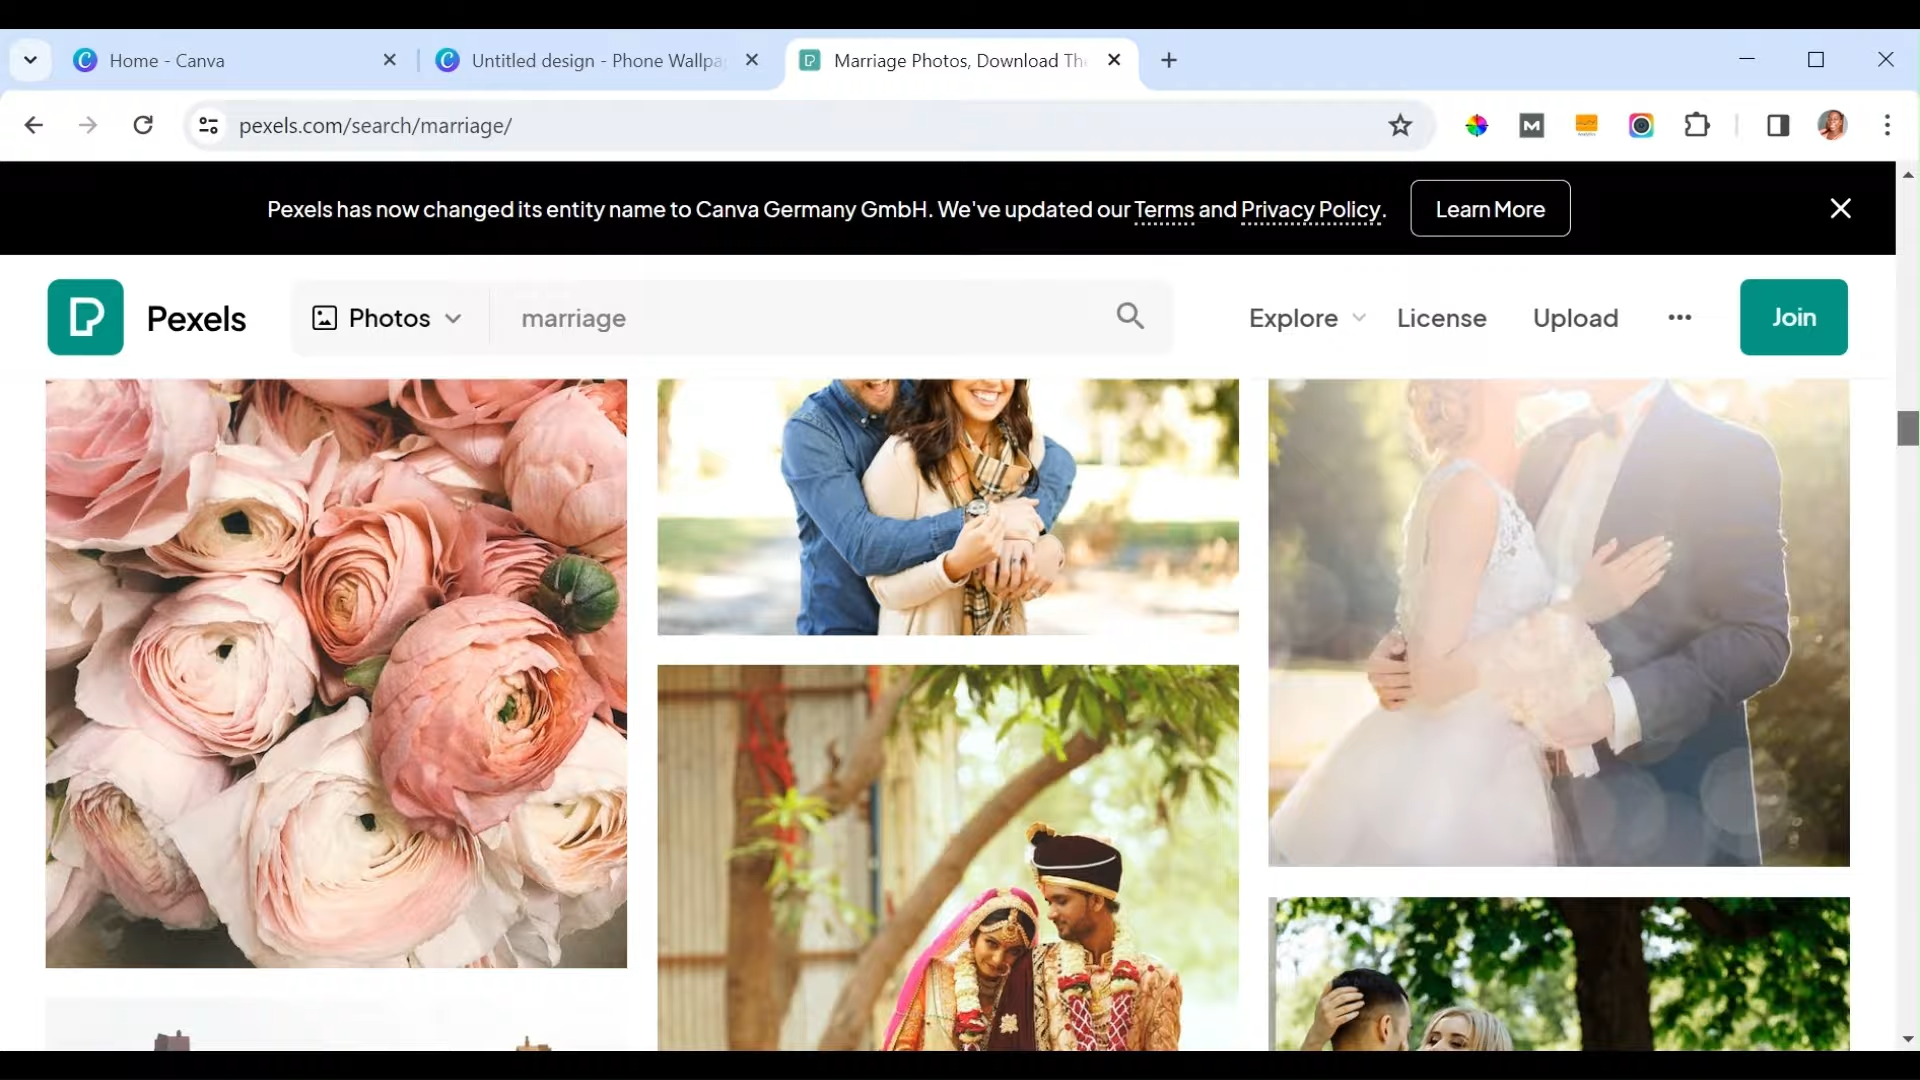 Home - Canva
Untitled design - Phone Wallpa
Marriage Photos, Download Th
pexels.com/search/marriage/
Pexels has now changed its entity name to Canva Germany GmbH. We've updated our Terms and Privacy Policy.
Learn More
Pexels
Photos
marriage
Explore
License
Upload
Join